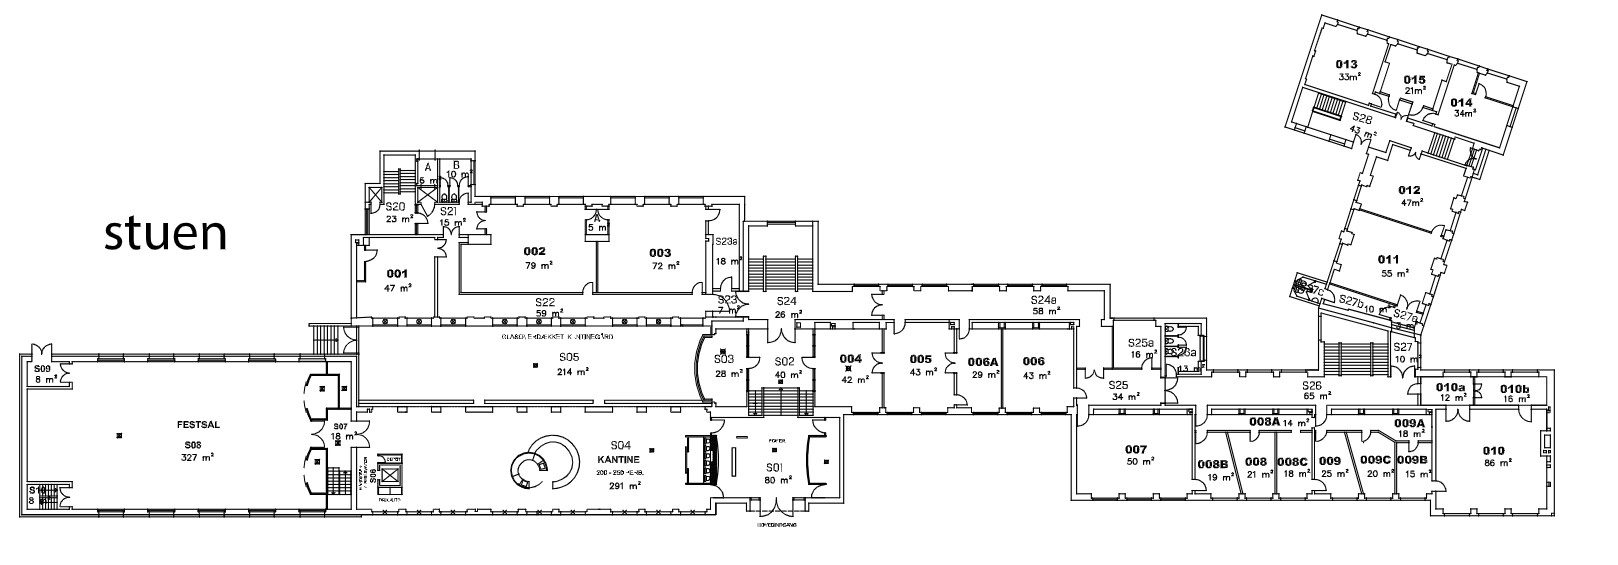 stuen
013
33m²
015
21m²
014
34m²
S28
43 m²
012
47m²
011
55 m²
S27b
10 m²
S27a
A
5 m
B
10 m²
S20
23 m²
S21
15 m²
A
5 m²
002
79 m²
003
72 m²
S23a
18 m²
001
47 m²
S22
59 m²
S23
7 m²
S24
26 m²
S24a
58 m²
GLASOVERDÆKKET KANTINEGÅRD
S05
214 m²
S03
28 m²
S02
40 m²
004
42 m²
005
43 m²
006A
29 m²
006
43 m²
S25a
16 m²
S26a
13 m
S25
34 m²
S27
10 m²
S26
65 m²
010a
12 m²
010b
16 m²
S09
8 m²
FESTSAL
S08
327 m²
S07
18 m²
S10
8
S06
S04
KANTINE
200 - 250 PERS.
291 m²
FOYER
S01
80 m²
HOVEDINDGANG
007
50 m²
008A 14 m²
008B
19 m²
008
21 m²
008C
18 m²
009
25 m²
009C
20 m²
009A
18 m²
009B
15 m²
010
86 m²